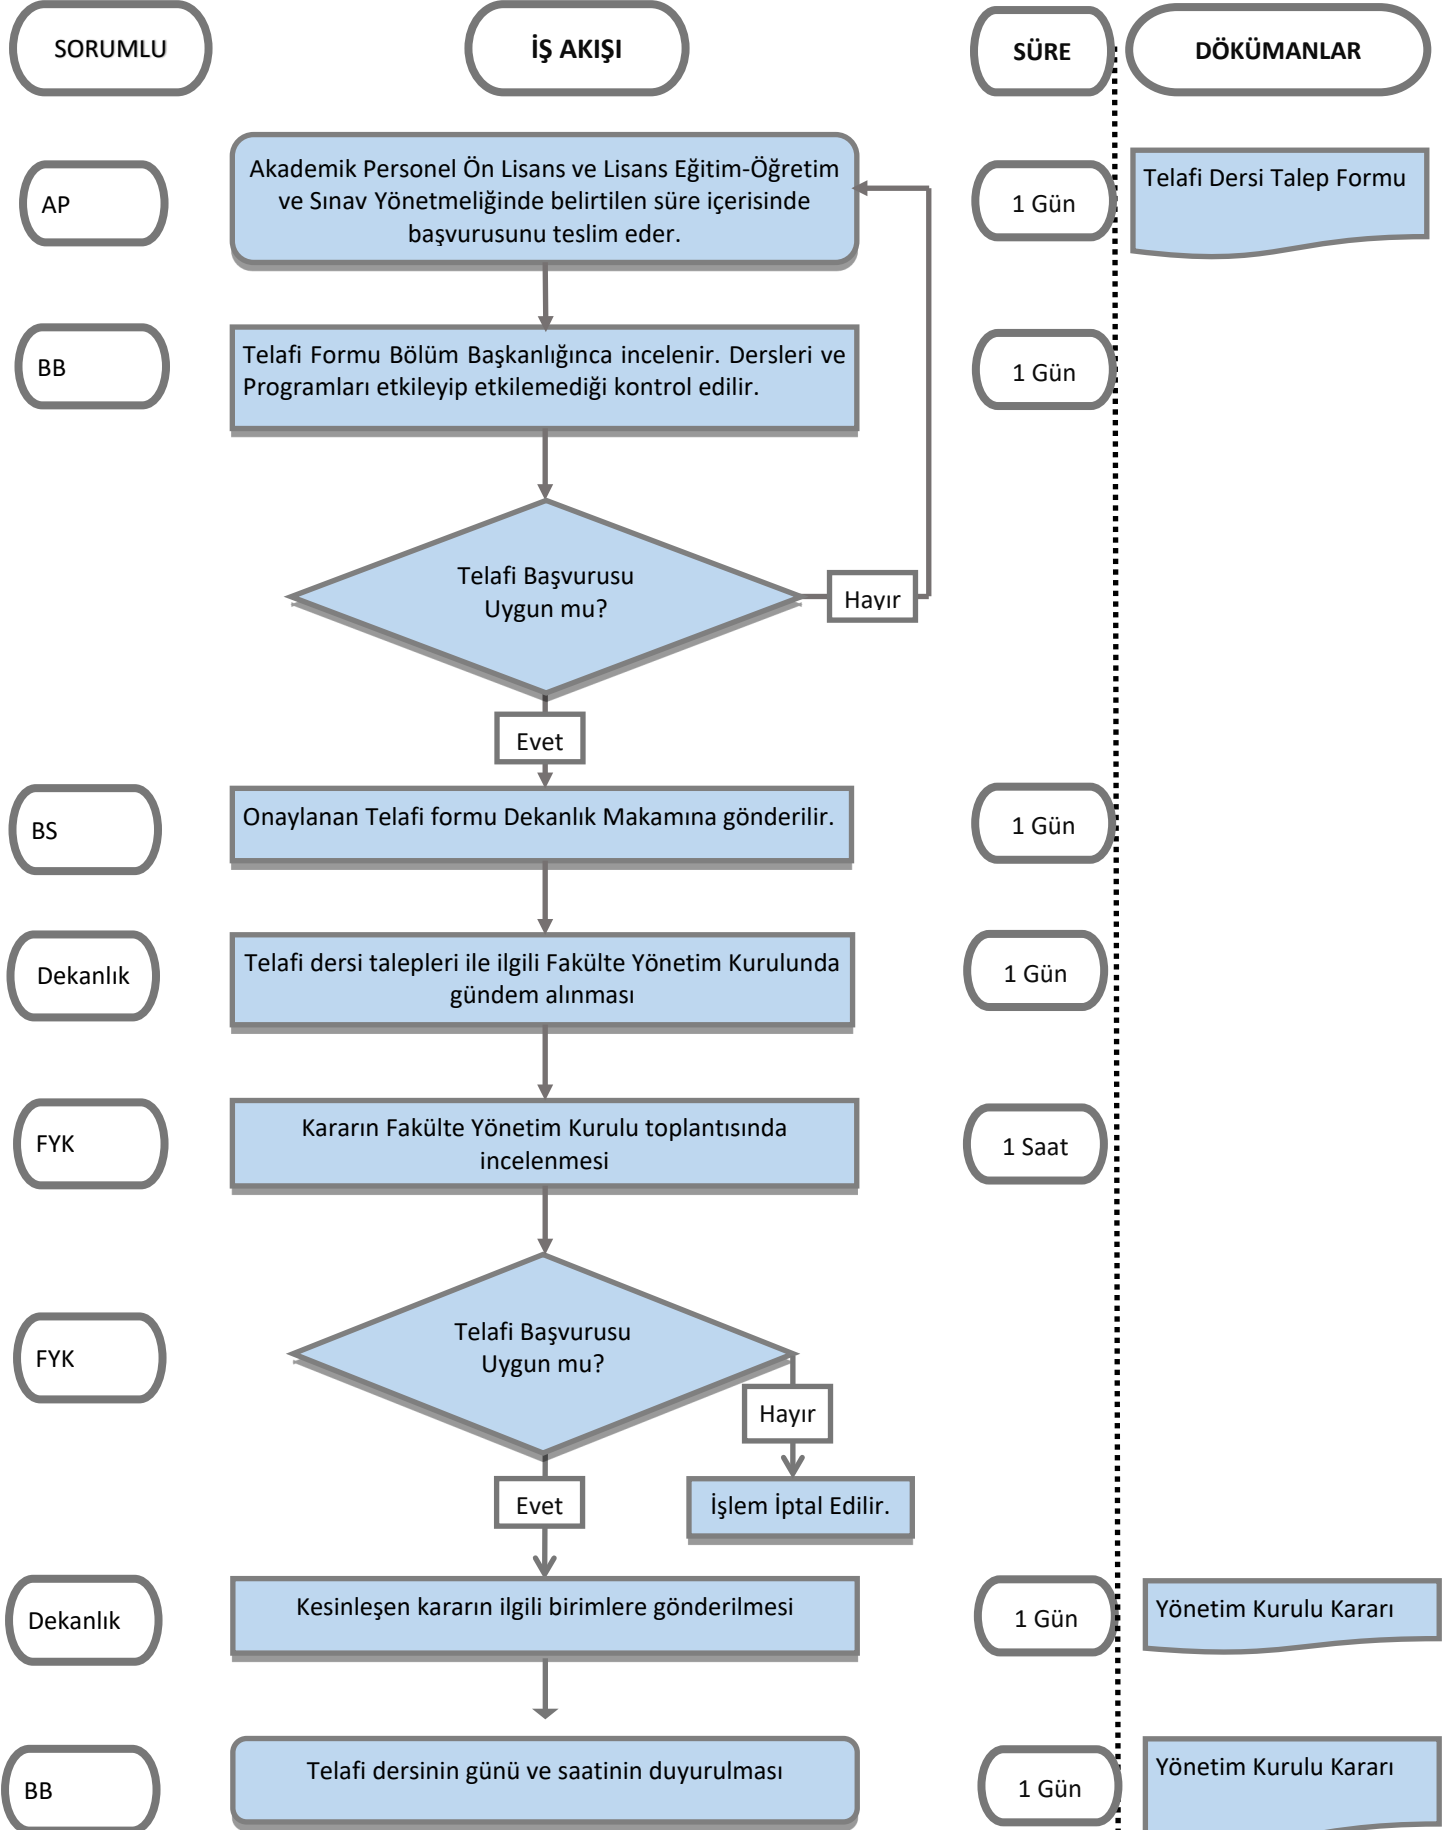 SORUMLU
İŞ AKIŞI
SÜRE
DÖKÜMANLAR
AP
Akademik Personel Ön Lisans ve Lisans Eğitim-Öğretim
ve Sınav Yönetmeliğinde belirtilen süre içerisinde
başvurusunu teslim eder.
1 Gün
Telafi Dersi Talep Formu
BB
Telafi Formu Bölüm Başkanlığınca incelenir. Dersleri ve
Programları etkileyip etkilemediği kontrol edilir.
1 Gün
Telafi Başvurusu
Uygun mu?
Hayır
Evet
BS
Onaylanan Telafi formu Dekanlık Makamına gönderilir.
1 Gün
Dekanlık
Telafi dersi talepleri ile ilgili Fakülte Yönetim Kurulunda
gündem alınması
1 Gün
FYK
Kararın Fakülte Yönetim Kurulu toplantısında
incelenmesi
1 Saat
FYK
Telafi Başvurusu
Uygun mu?
Hayır
Evet
İşlem İptal Edilir.
Dekanlık
Kesinleşen kararın ilgili birimlere gönderilmesi
1 Gün
Yönetim Kurulu Kararı
BB
Telafi dersinin günü ve saatinin duyurulması
1 Gün
Yönetim Kurulu Kararı